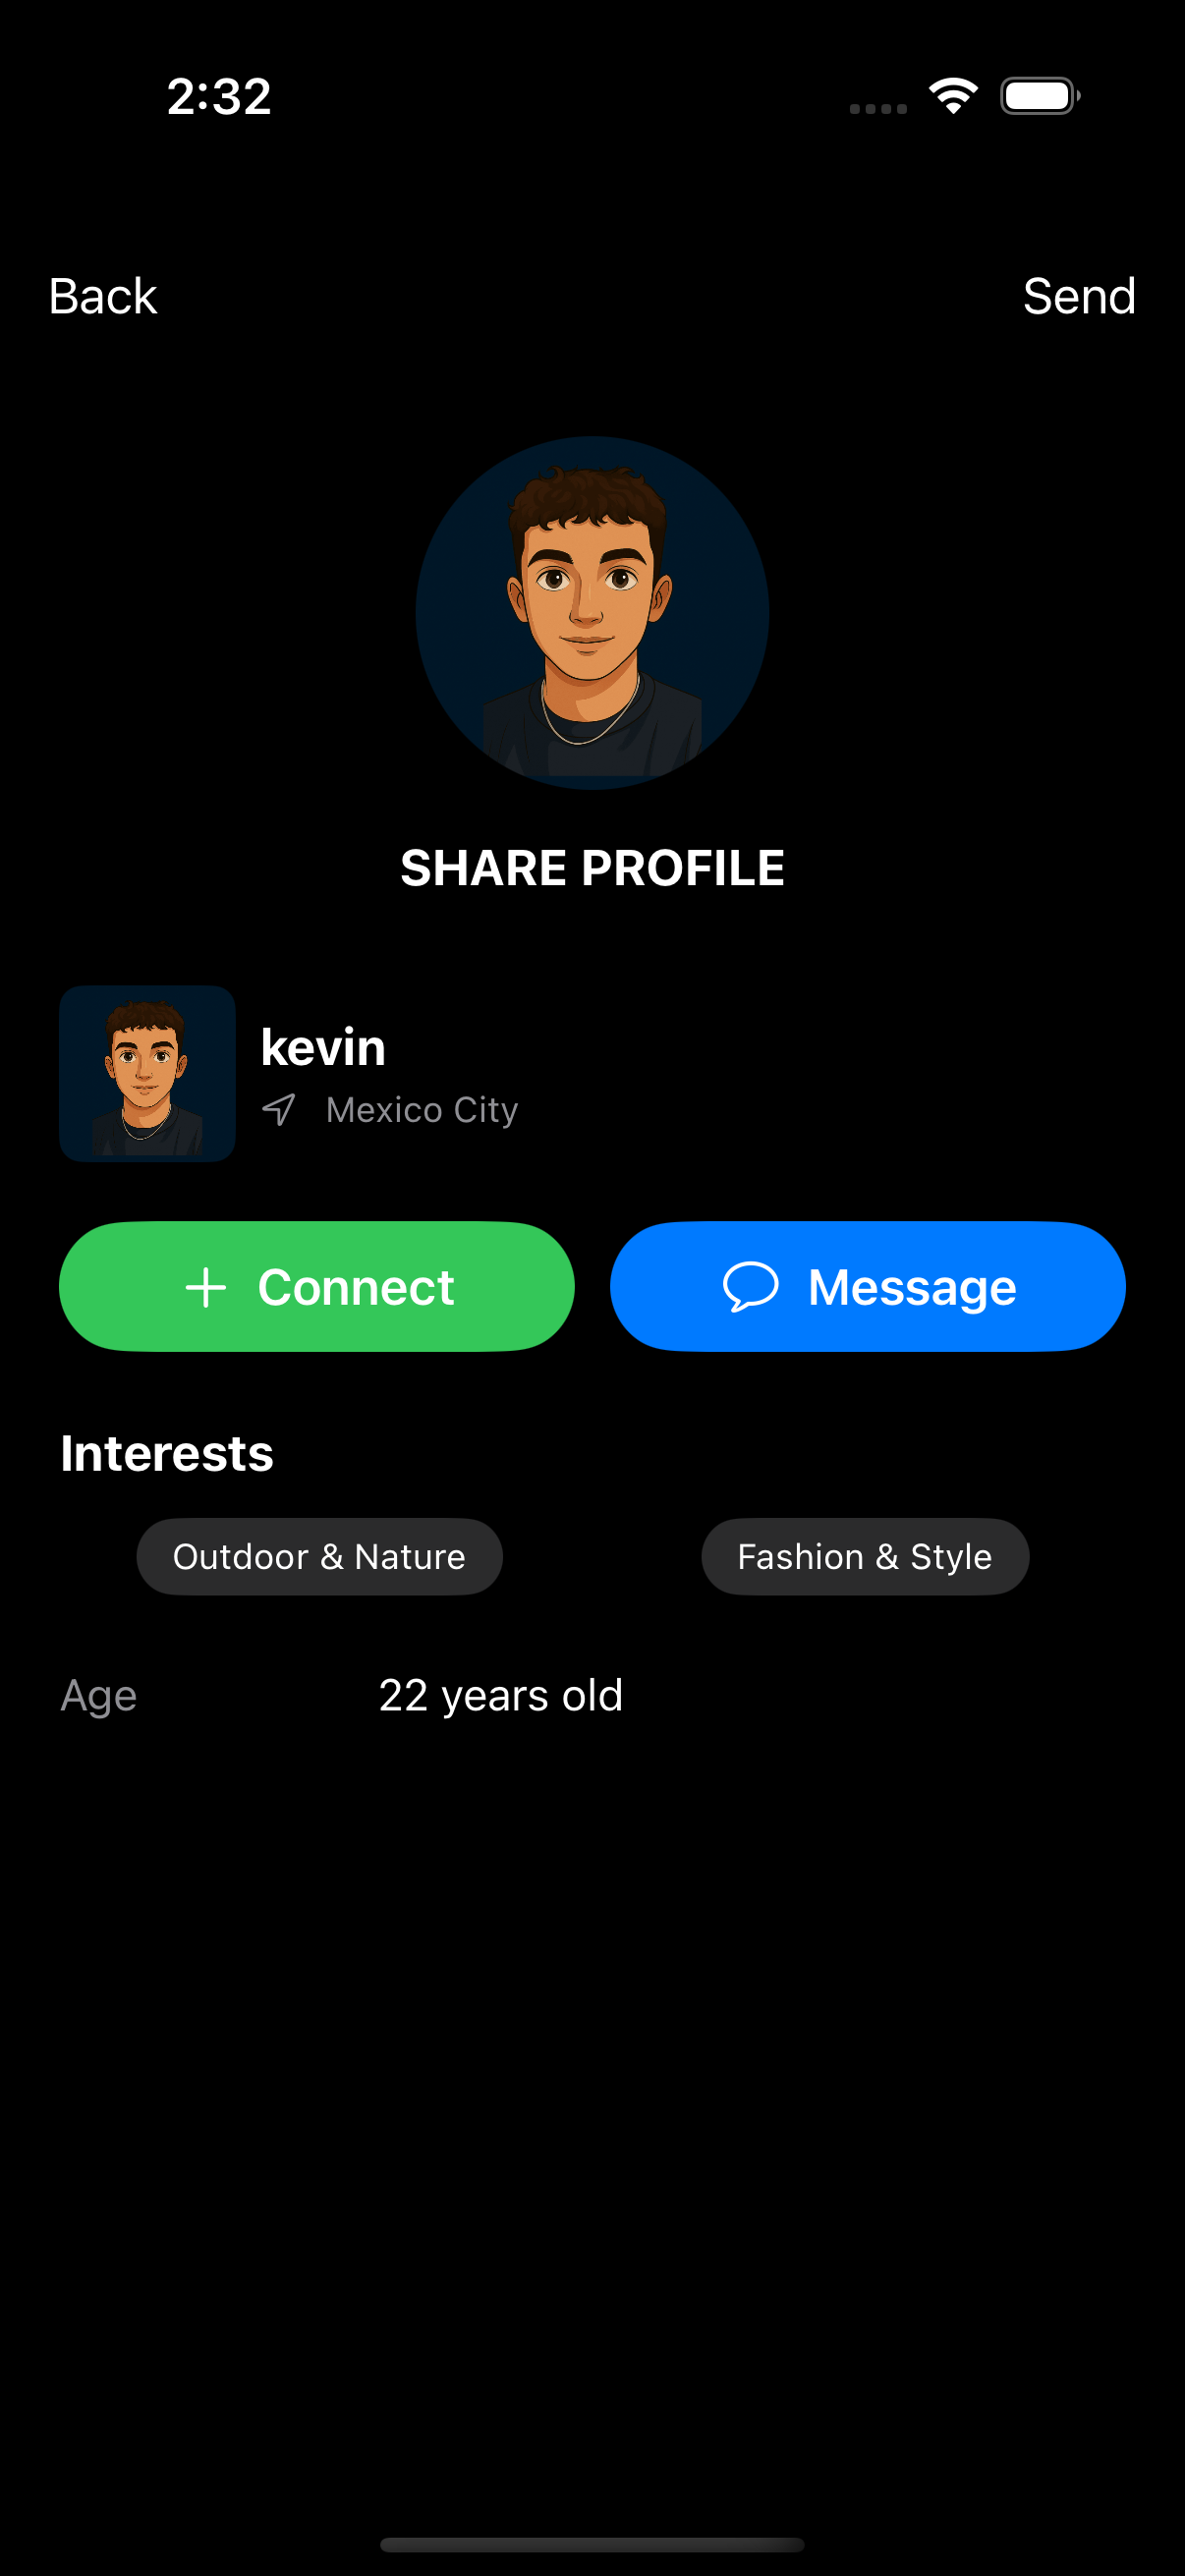 2:32
Back
Send
SHARE PROFILE
kevin
Mexico City
Connect
Message
Interests
Outdoor & Nature
Fashion & Style
Age
22 years old